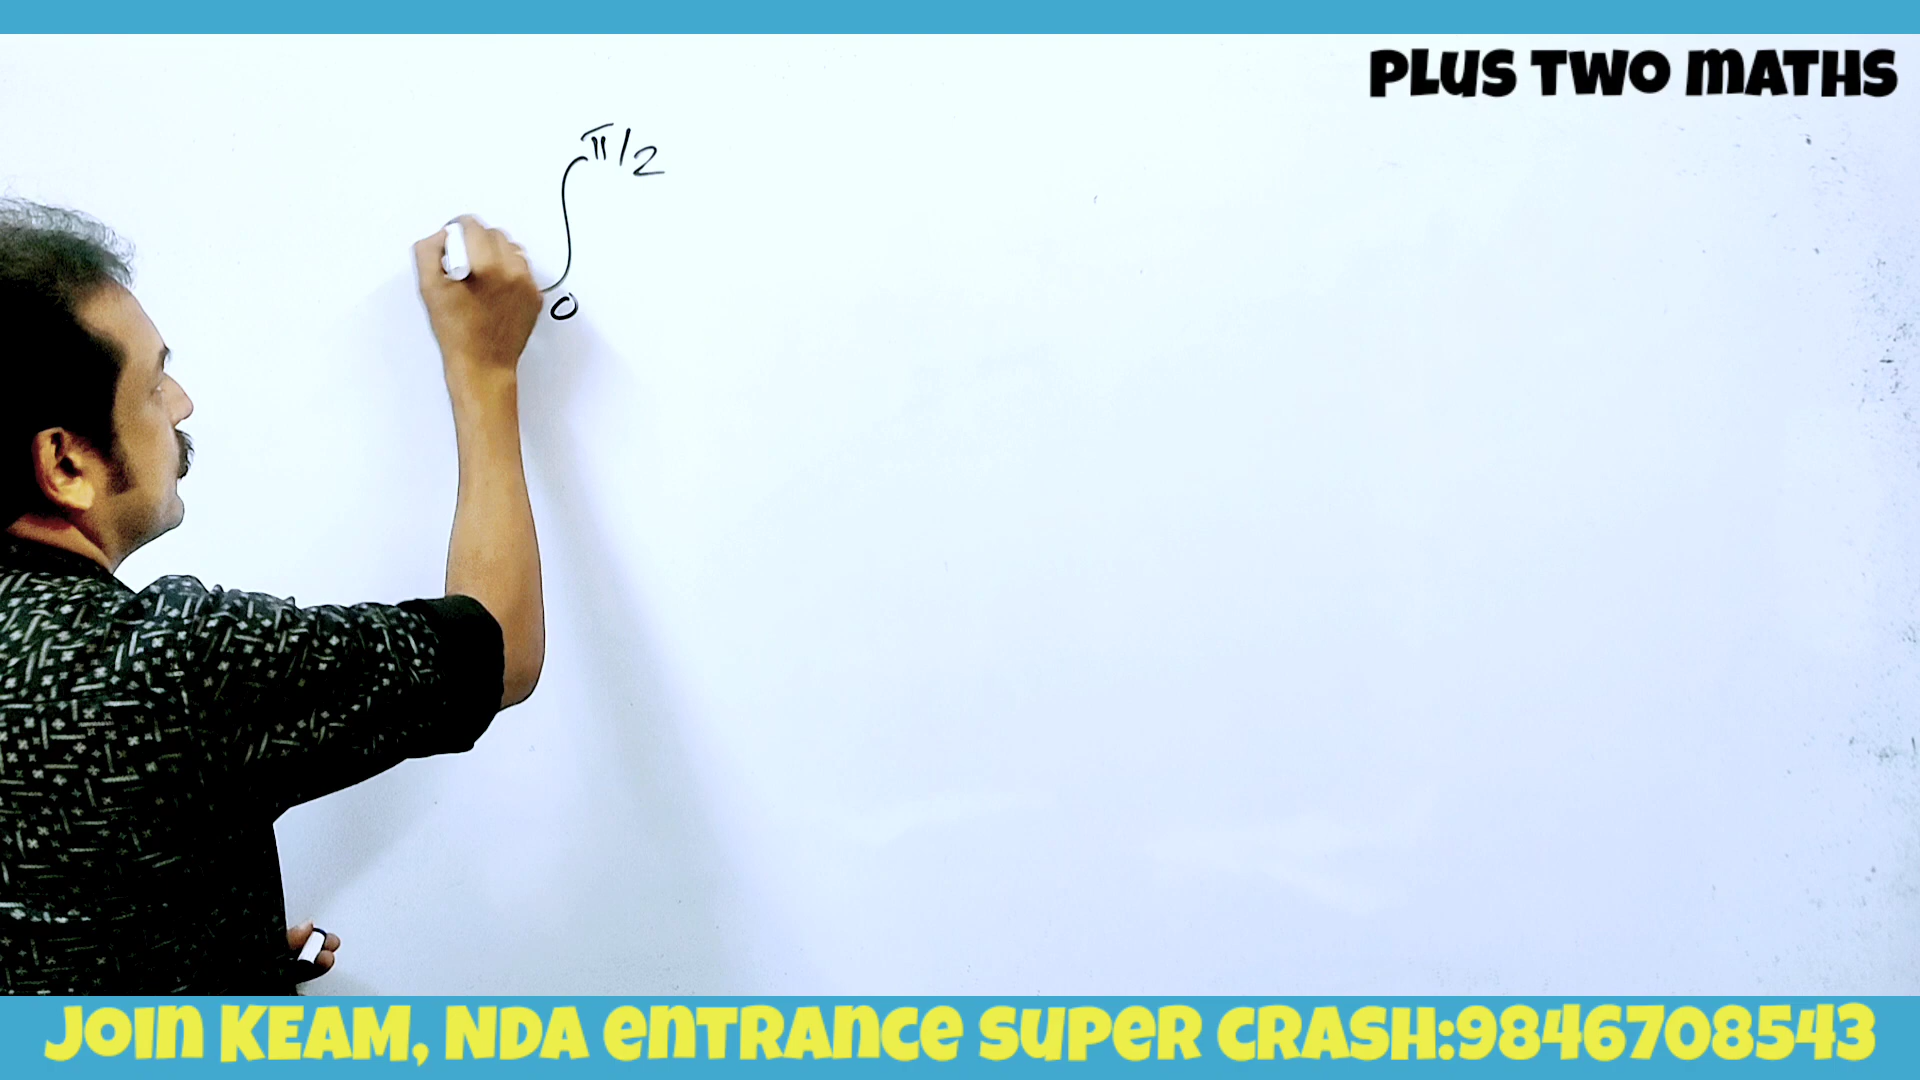 PLUS TWO MATHS
∫ π/2
0
JOIN KEAM, NDA ENTRANCE SUPER CRASH:9846708543